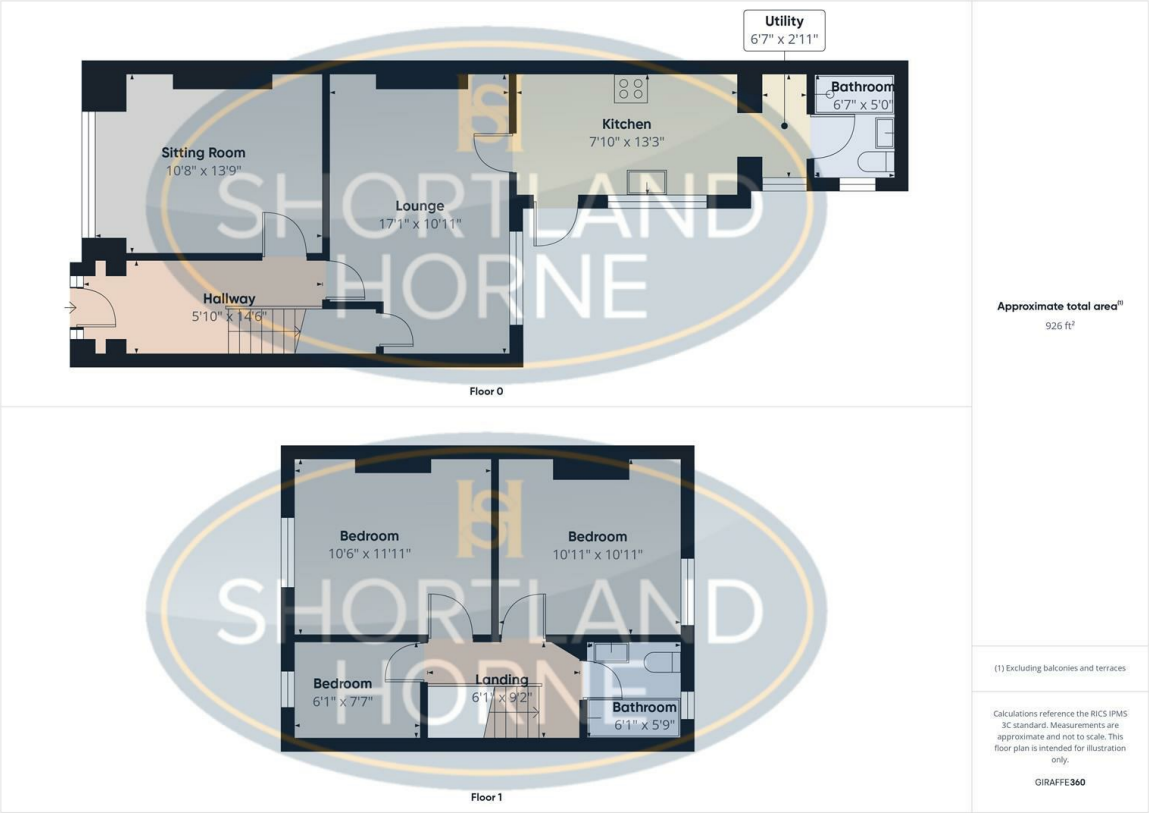 Utility
6'7" x 2'11"
Bathroom
6'7" x 5'0"
Kitchen
7'10" x 13'3"
Sitting Room
10'8" x 13'9"
Lounge
17'1" x 10'11"
Hallway
5'10" x 14'6"
SHORTLAND
HORNE
Floor 0
Approximate total area(1)
926 ft²
Bedroom
10'6" x 11'11"
Bedroom
10'11" x 10'11"
SHORTLAND
HORNE
Bedroom
6'1" x 7'7"
Landing
6'1" x 9'2"
Bathroom
6'1" x 5'9"
Floor 1
(1) Excluding balconies and terraces
Calculations reference the RICS IPMS
3C standard. Measurements are
approximate and not to scale. This
floor plan is intended for illustration
only.
GIRAFFE360